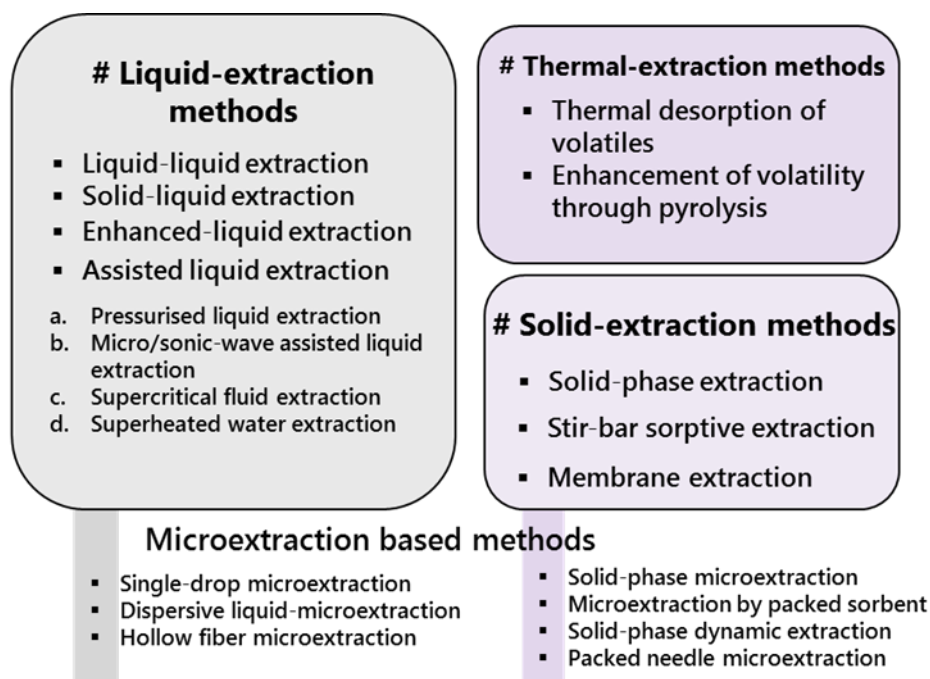 # Liquid-extraction
methods
▪ Liquid-liquid extraction
▪ Solid-liquid extraction
▪ Enhanced-liquid extraction
▪ Assisted liquid extraction
a. Pressurised liquid extraction
b. Micro/sonic-wave assisted liquid
extraction
c. Supercritical fluid extraction
d. Superheated water extraction
# Thermal-extraction methods
▪ Thermal desorption of
volatiles
▪ Enhancement of volatility
through pyrolysis
# Solid-extraction methods
▪ Solid-phase extraction
▪ Stir-bar sorptive extraction
▪ Membrane extraction
Microextraction based methods
▪ Single-drop microextraction
▪ Dispersive liquid-microextraction
▪ Hollow fiber microextraction
▪ Solid-phase microextraction
▪ Microextraction by packed sorbent
▪ Solid-phase dynamic extraction
▪ Packed needle microextraction